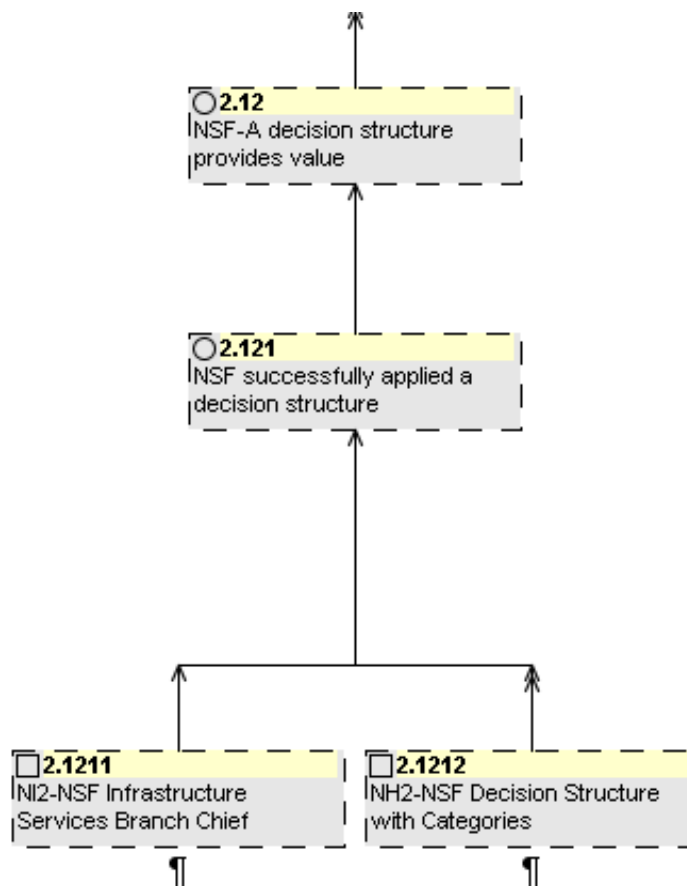 2.12
NSF-A decision structure
provides value
2.121
NSF successfully applied a
decision structure
2.1211
NI2-NSF Infrastructure
Services Branch Chief
2.1212
NH2-NSF Decision Structure
with Categories
¶ ¶